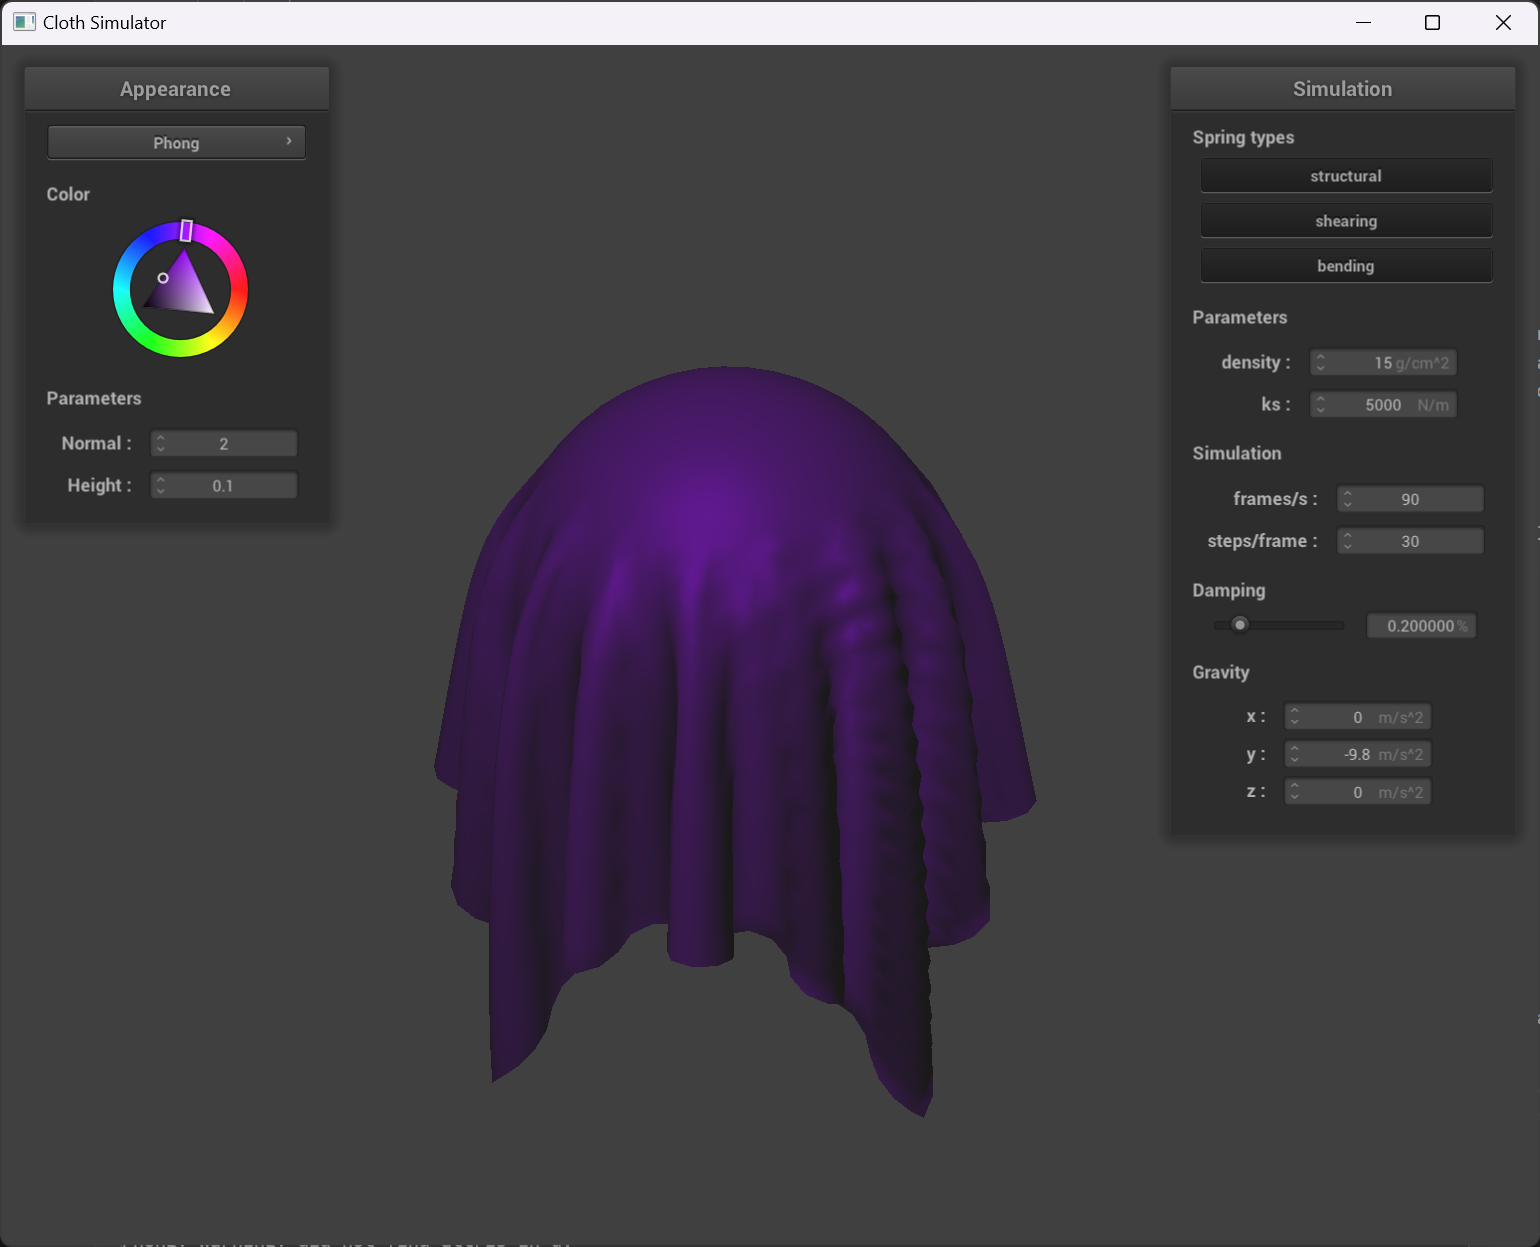 Cloth Simulator
Appearance
Phong
Color
Parameters
Normal : 2
Height : 0.1
Simulation
Spring types
structural
shearing
bending
Parameters
density : 15 g/cm^2
ks : 5000 N/m
Simulation
frames/s : 90
steps/frame : 30
Damping
0.200000 %
Gravity
x : 0 m/s^2
y : -9.8 m/s^2
z : 0 m/s^2